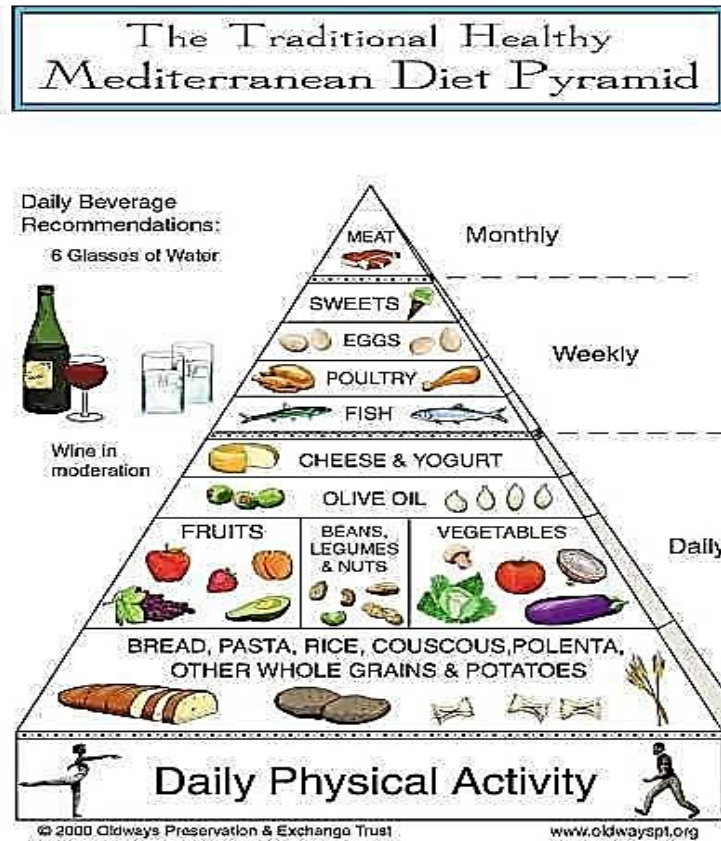 The Traditional Healthy
Mediterranean Diet Pyramid
Daily Beverage
Recommendations:
6 Glasses of Water
Wine in
moderation
MEAT
Monthly
SWEETS
EGGS
Weekly
POULTRY
FISH
CHEESE & YOGURT
OLIVE OIL
FRUITS
BEANS,
LEGUMES
& NUTS
VEGETABLES
Daily
BREAD, PASTA, RICE, COUSCOUS,POLENTA,
OTHER WHOLE GRAINS & POTATOES
Daily Physical Activity
© 2000 Oldways Preservation & Exchange Trust
www.oldwayspt.org